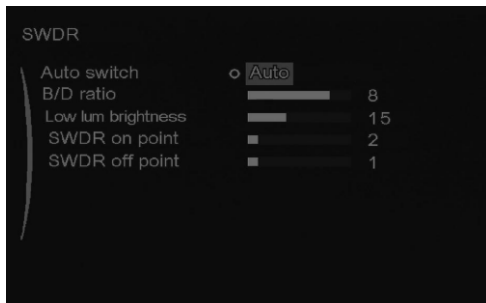 SWDR
Auto switch Auto
B/D ratio 8
Low lum brightness 15
SWDR on point 2
SWDR off point 1